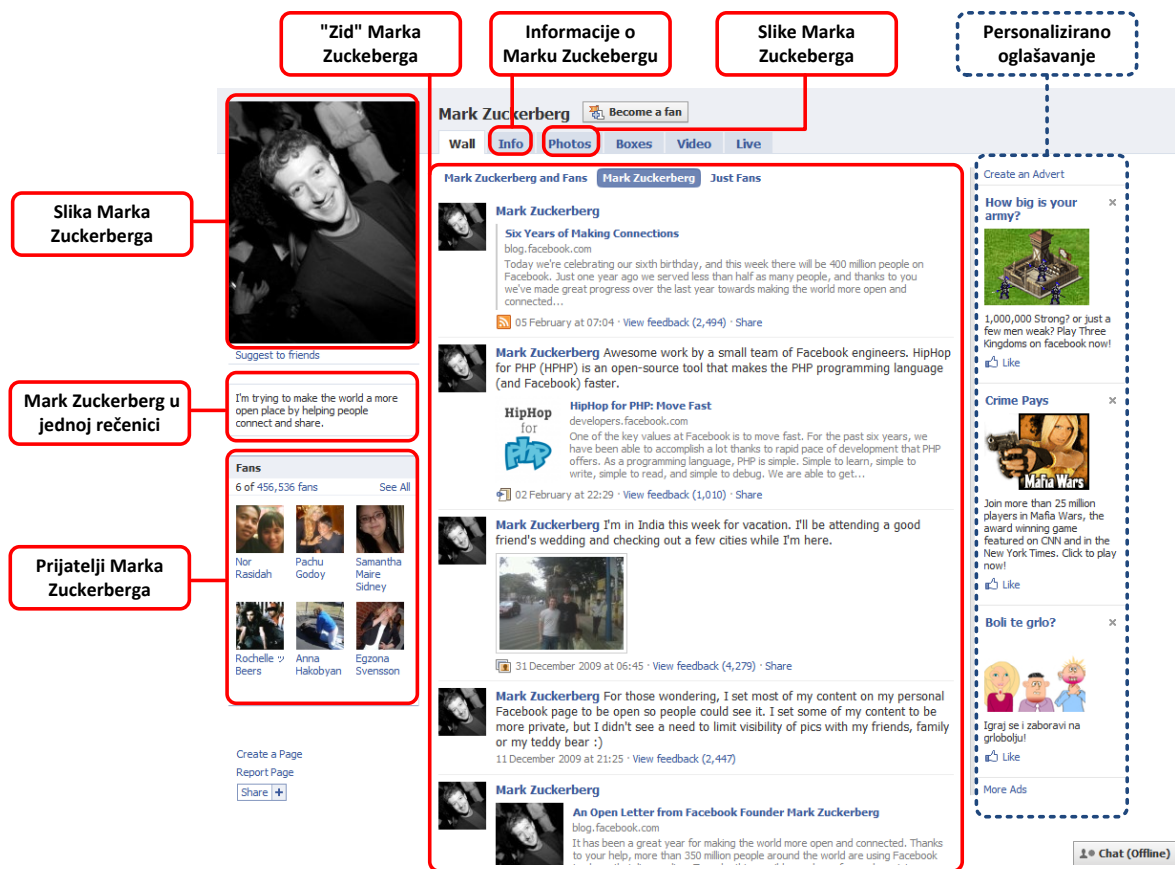 "Zid" Marka
Zuckeberga
Informacije o
Marku Zuckebergu
Slike Marka
Zuckeberga
Personalizirano
oglašavanje
Slika Marka
Zuckerberga
Mark Zuckerberg u
jednoj rečenici
Prijatelji Marka
Zuckerberga
Mark Zuckerberg Become a fan
Wall Info Photos Boxes Video Live
Suggest to friends
I'm trying to make the world a more
open place by helping people
connect and share.
Fans
6 of 456,536 fans See All
Nor
Rasidah
Pachu
Godoy
Samantha
Maire
Sidney
Rochelle ツ
Beers
Anna
Hakobyan
Egzona
Svensson
Create a Page
Report Page
Share +
Mark Zuckerberg and Fans Mark Zuckerberg Just Fans
Mark Zuckerberg
Six Years of Making Connections
blog.facebook.com
Today we're celebrating our sixth birthday, and this week there will be 400 million people on
Facebook. Just one year ago we served less than half as many people, and thanks to you
we've made great progress over the last year towards making the world more open and
connected...
05 February at 07:04 · View feedback (2,494) · Share
Mark Zuckerberg Awesome work by a small team of Facebook engineers. HipHop
for PHP (HPHP) is an open-source tool that makes the PHP programming language
(and Facebook) faster.
HipHop
for
php
HipHop for PHP: Move Fast
developers.facebook.com
One of the key values at Facebook is to move fast. For the past six years, we
have been able to accomplish a lot thanks to rapid pace of development that PHP
offers. As a programming language, PHP is simple. Simple to learn, simple to
write, simple to read, and simple to debug. We are able to get...
02 February at 22:29 · View feedback (1,010) · Share
Mark Zuckerberg I'm in India this week for vacation. I'll be attending a good
friend's wedding and checking out a few cities while I'm here.
31 December 2009 at 06:45 · View feedback (4,279) · Share
Mark Zuckerberg For those wondering, I set most of my content on my personal
Facebook page to be open so people could see it. I set some of my content to be
more private, but I didn't see a need to limit visibility of pics with my friends, family
or my teddy bear :)
11 December 2009 at 21:25 · View feedback (2,447)
Mark Zuckerberg
An Open Letter from Facebook Founder Mark Zuckerberg
blog.facebook.com
It has been a great year for making the world more open and connected. Thanks
to your help, more than 350 million people around the world are using Facebook
Create an Advert
How big is your
army?
1,000,000 Strong? or just a
few men weak? Play Three
Kingdoms on facebook now!
Like
Crime Pays
Mafia Wars
Join more than 25 million
players in Mafia Wars, the
award winning game
featured on CNN and in the
New York Times. Click to play
now!
Like
Boli te grlo?
Igraj se i zaboravi na
grlobolju!
Like
More Ads
Chat (Offline)